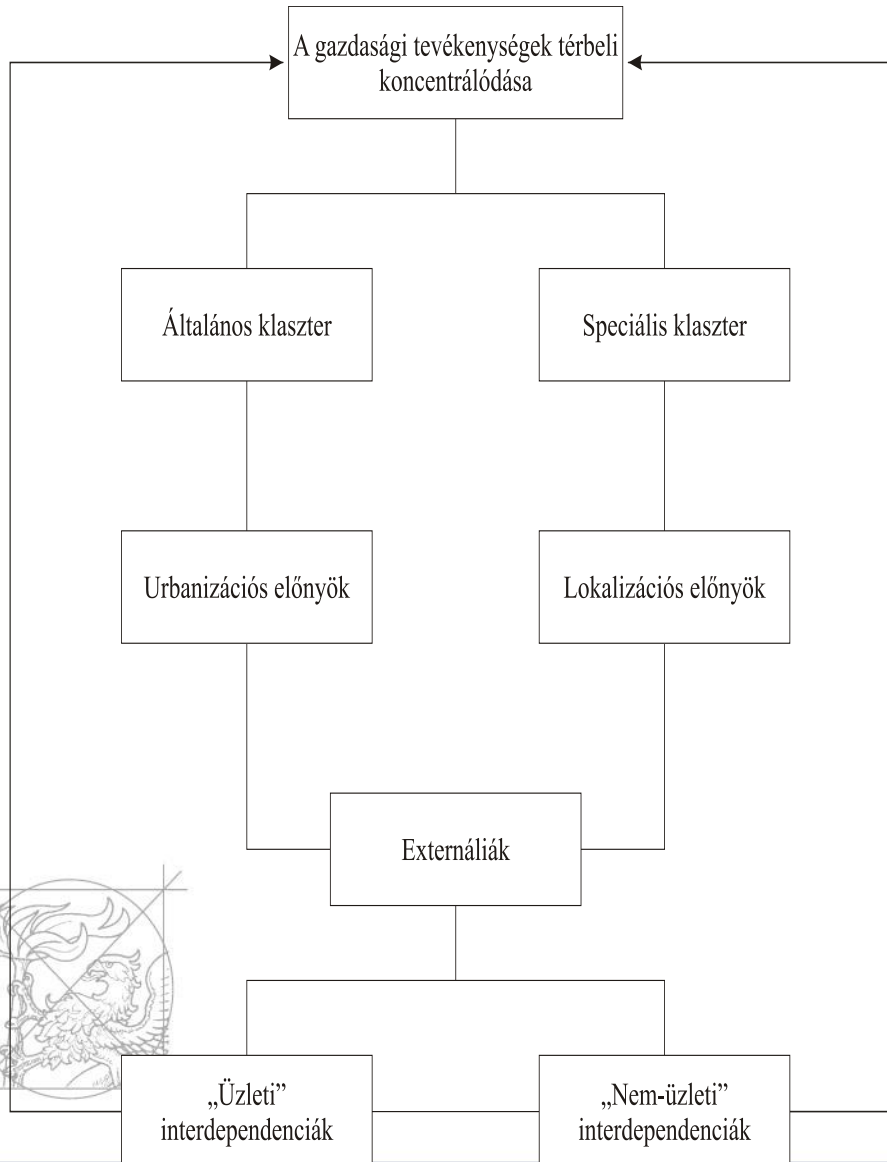 A gazdasági tevékenységek térbeli
koncentrálódása
Általános klaszter
Speciális klaszter
Urbanizációs előnyök
Lokalizációs előnyök
Externáliák
„Üzleti”
interdependenciák
„Nem-üzleti”
interdependenciák